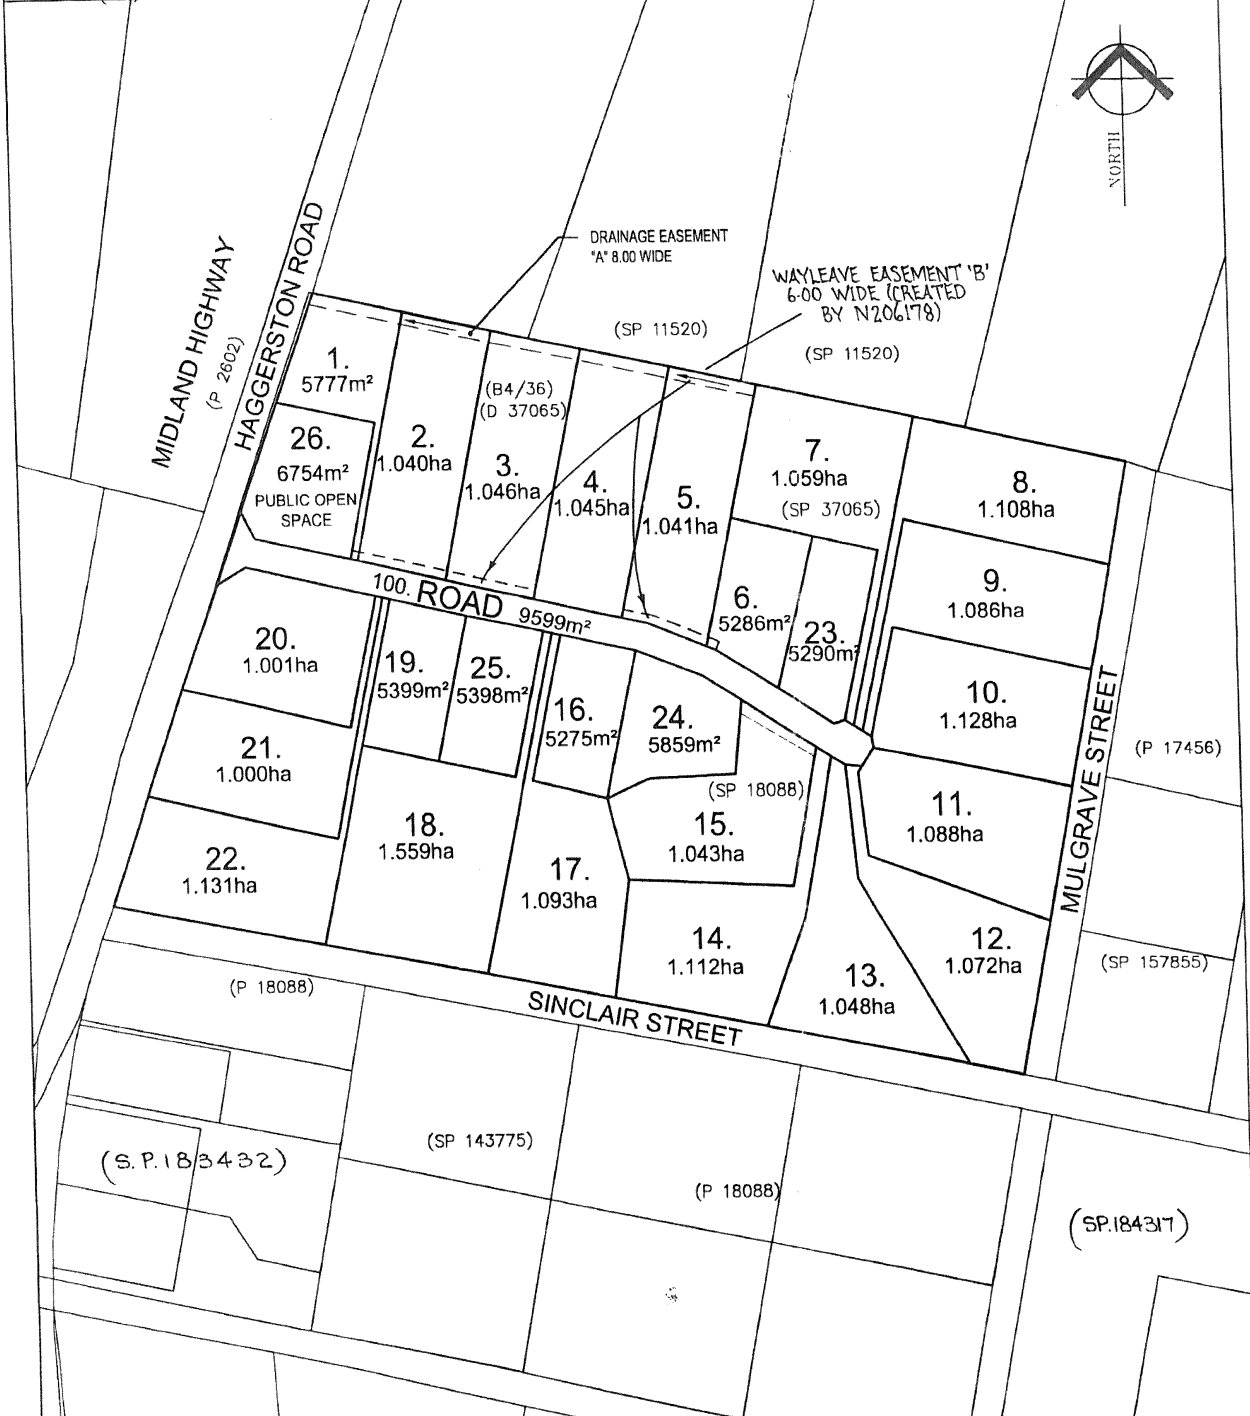 NORTH
DRAINAGE EASEMENT
"A" 8.00 WIDE
WAYLEAVE EASEMENT 'B'
6·00 WIDE (CREATED
BY N206178)
(SP 11520)
(SP 11520)
MIDLAND HIGHWAY
(P 2602)
HAGGERSTON ROAD
1.
5777m²
(B4/36)
(D 37065)
26.
6754m²
PUBLIC OPEN
SPACE
2.
1.040ha
3.
1.046ha
4.
1.045ha
5.
1.041ha
7.
1.059ha
(SP 37065)
8.
1.108ha
9.
1.086ha
6.
5286m²
23.
5290m²
100. ROAD 9599m²
20.
1.001ha
19.
5399m²
25.
5398m²
16.
5275m²
24.
5859m²
10.
1.128ha
21.
1.000ha
(SP 18088)
(P 17456)
MULGRAVE STREET
18.
1.559ha
15.
1.043ha
11.
1.088ha
22.
1.131ha
17.
1.093ha
14.
1.112ha
12.
1.072ha
13.
1.048ha
(SP 157855)
(P 18088)
SINCLAIR STREET
(SP 143775)
(S.P.183432)
(P 18088)
(SP.184317)